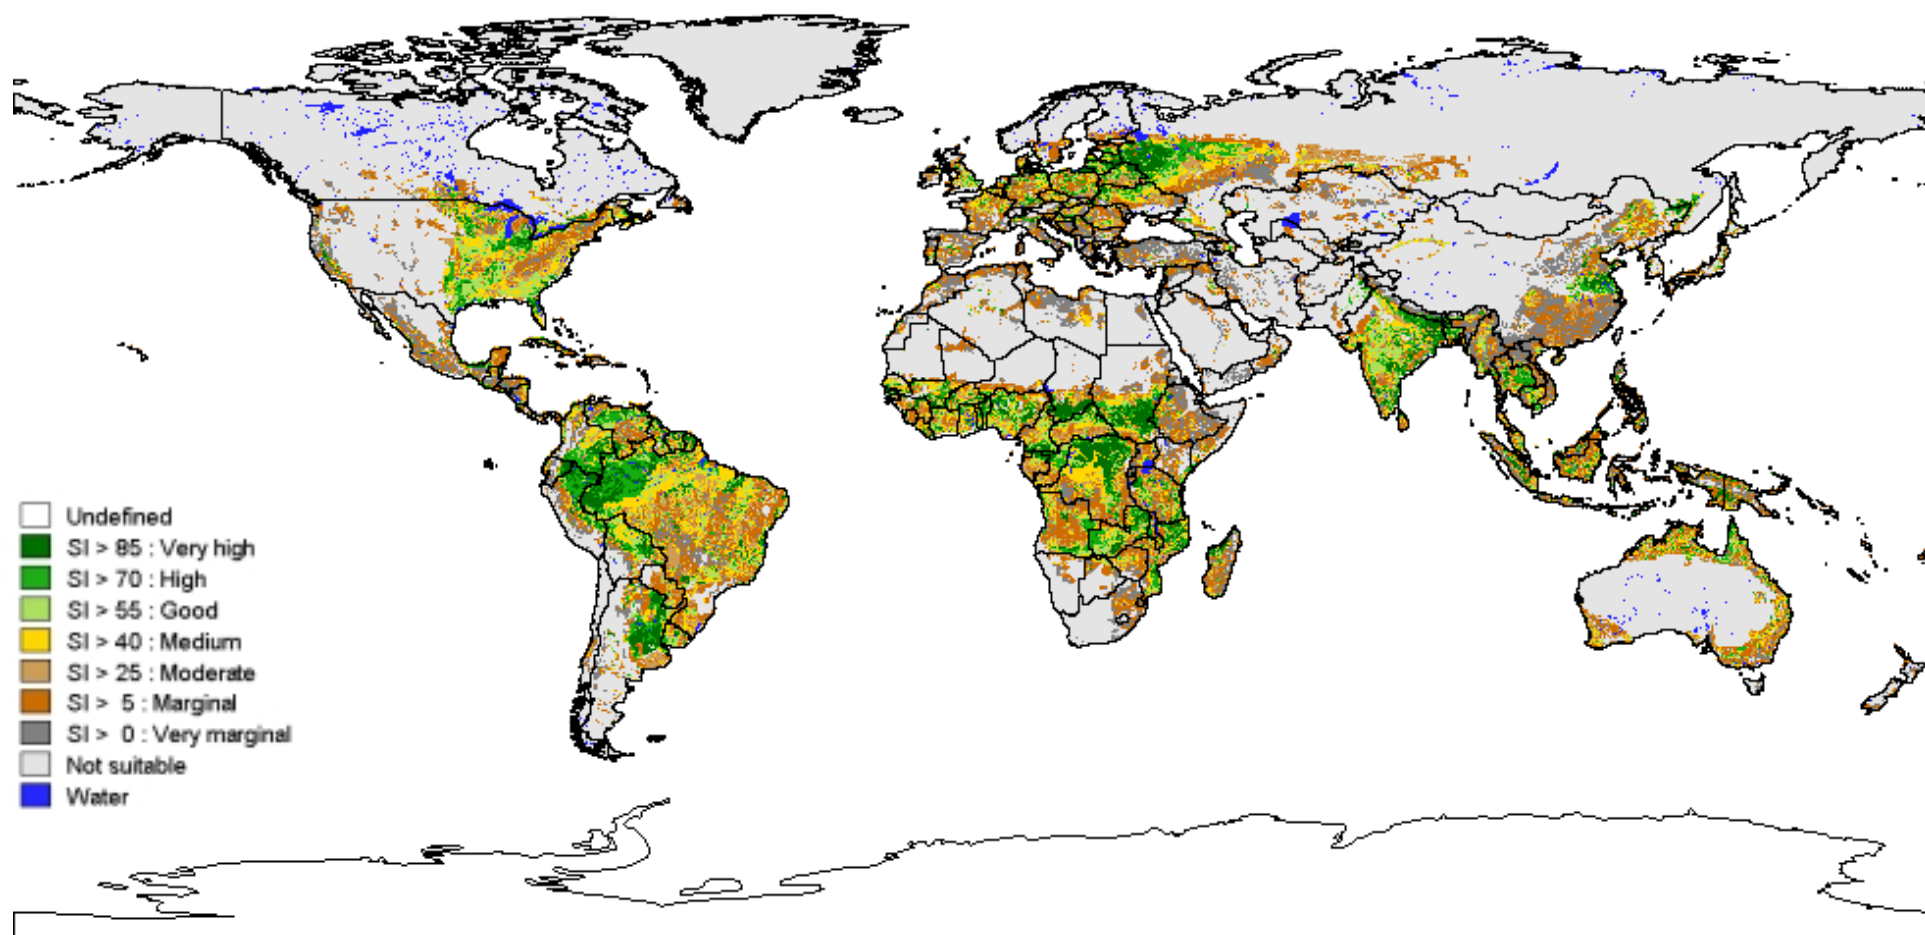 Undefined
SI > 85 : Very high
SI > 70 : High
SI > 55 : Good
SI > 40 : Medium
SI > 25 : Moderate
SI > 5 : Marginal
SI > 0 : Very marginal
Not suitable
Water